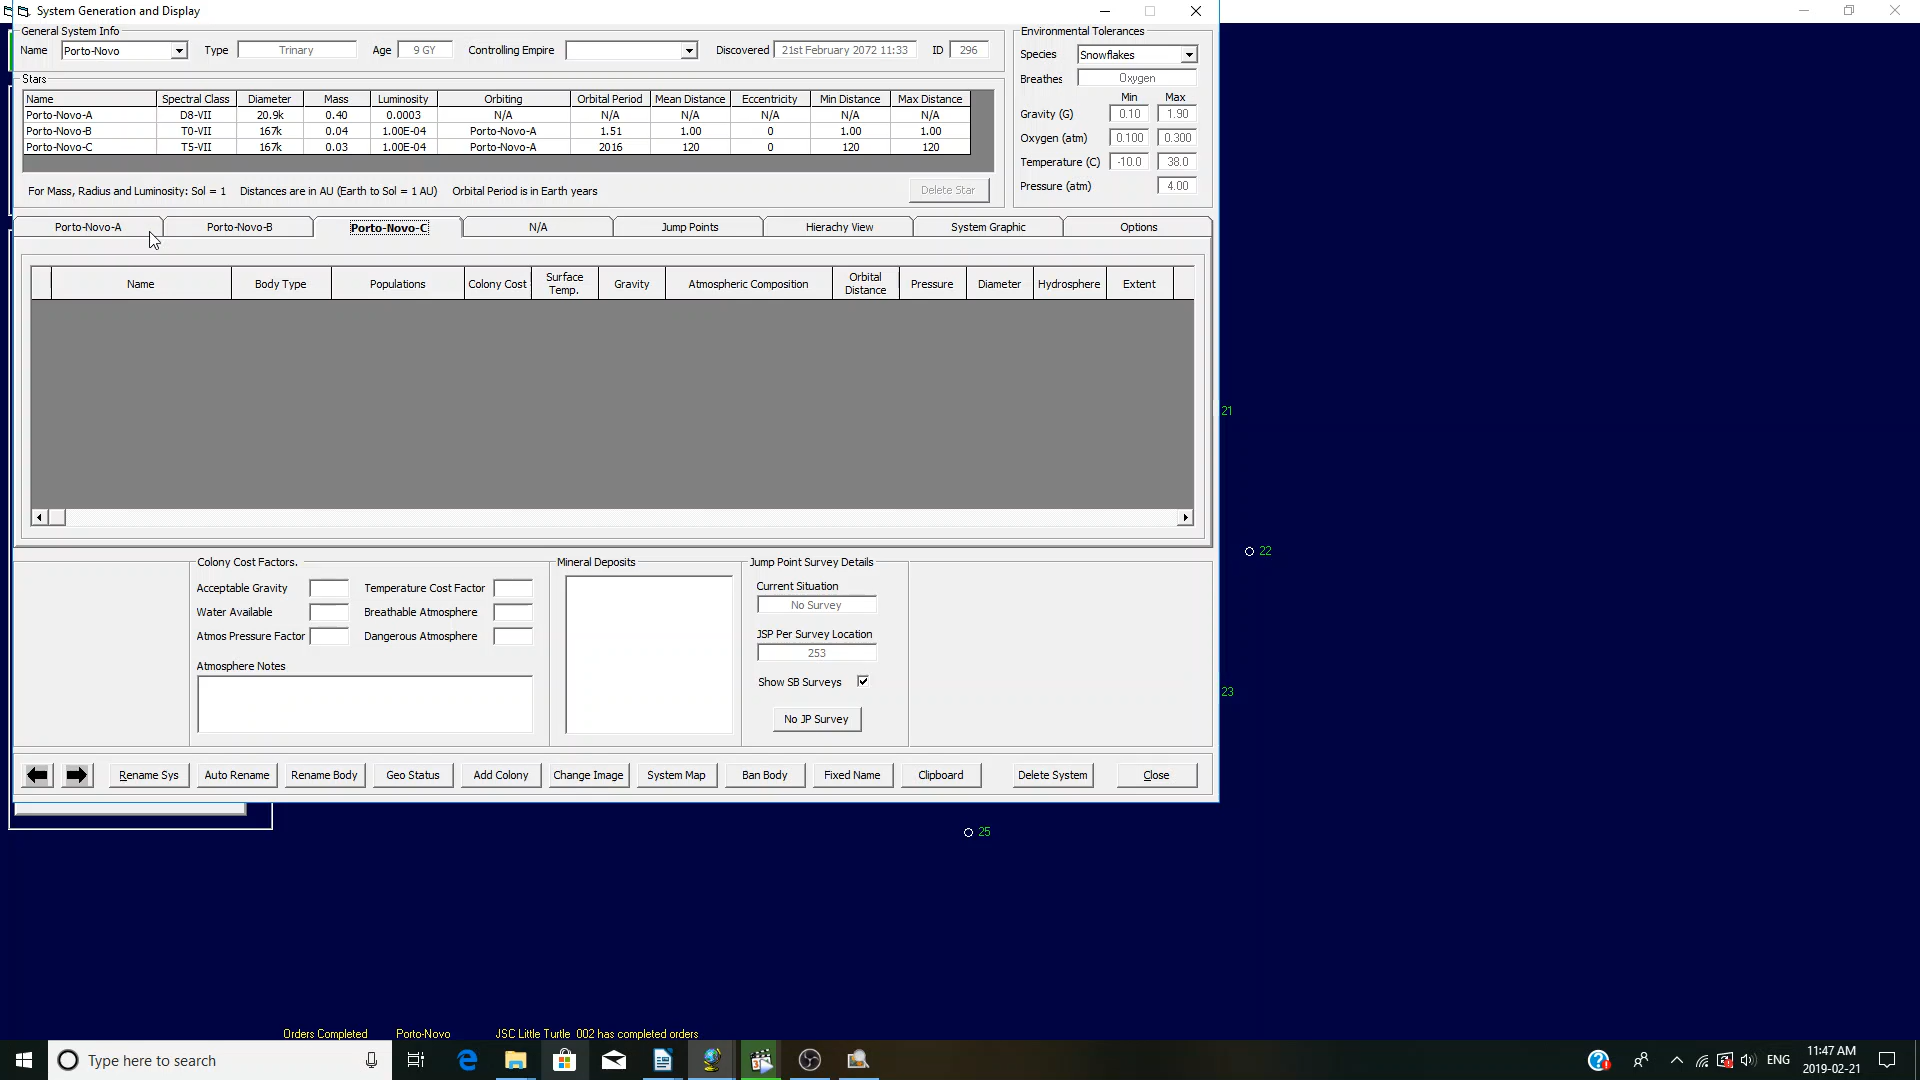 System Generation and Display
General System Info
Name Porto-Novo Type Trinary Age 9 GY Controlling Empire Discovered 21st February 2072 11:33 ID 296
Environmental Tolerances
Species Snowflakes
Breathes Oxygen
Min Max
Gravity (G) 0.10 1.90
Oxygen (atm) 0.100 0.300
Temperature (C) -10.0 38.0
Pressure (atm) 4.00
Stars
Name Spectral Class Diameter Mass Luminosity Orbiting Orbital Period Mean Distance Eccentricity Min Distance Max Distance
Porto-Novo-A D8-VII 20.9k 0.40 0.0003 N/A N/A N/A N/A N/A N/A
Porto-Novo-B T0-VII 167k 0.04 1.00E-04 Porto-Novo-A 1.51 1.00 0 1.00 1.00
Porto-Novo-C T5-VII 167k 0.03 1.00E-04 Porto-Novo-A 2016 120 0 120 120
For Mass, Radius and Luminosity: Sol = 1 Distances are in AU (Earth to Sol = 1 AU) Orbital Period is in Earth years Delete Star
Porto-Novo-A Porto-Novo-B Porto-Novo-C N/A Jump Points Hierachy View System Graphic Options
Name Body Type Populations Colony Cost Surface Temp. Gravity Atmospheric Composition Orbital Distance Pressure Diameter Hydrosphere Extent
21
22
23
25
Colony Cost Factors.
Acceptable Gravity Temperature Cost Factor
Water Available Breathable Atmosphere
Atmos Pressure Factor Dangerous Atmosphere
Atmosphere Notes
Mineral Deposits
Jump Point Survey Details
Current Situation
No Survey
JSP Per Survey Location
253
Show SB Surveys
No JP Survey
Rename Sys Auto Rename Rename Body Geo Status Add Colony Change Image System Map Ban Body Fixed Name Clipboard Delete System Close
Orders Completed Porto-Novo JSC Little Turtle 002 has completed orders
Type here to search
ENG
11:47 AM
2019-02-21